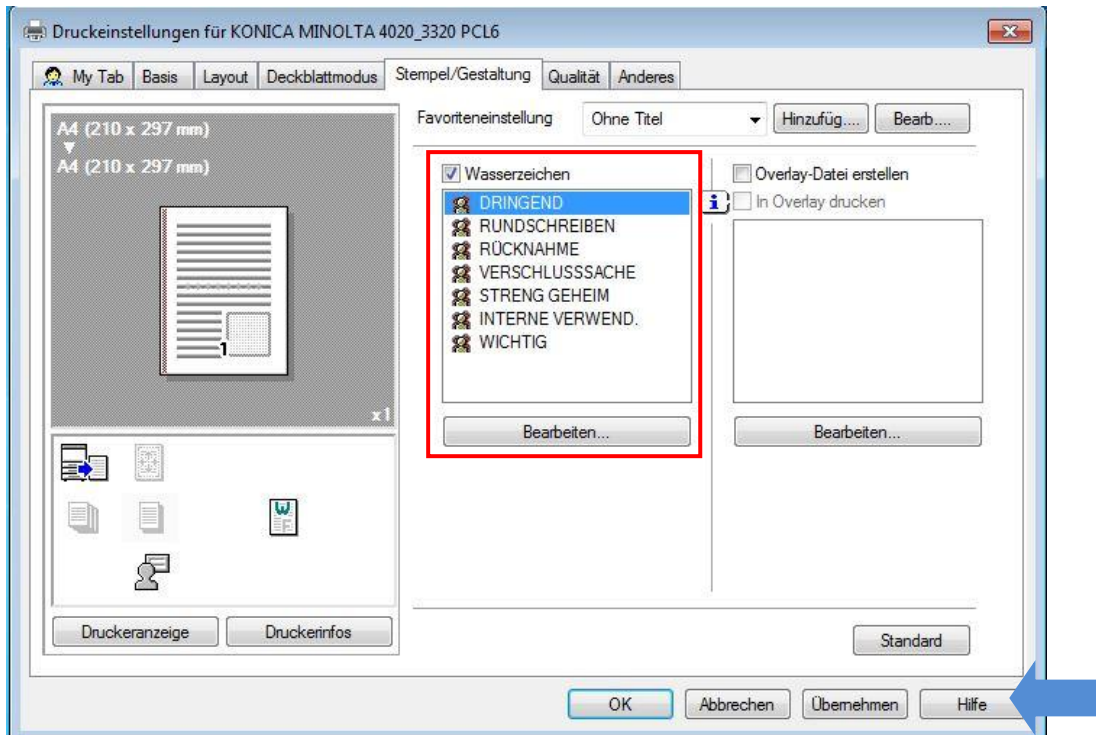 Druckeinstellungen für KONICA MINOLTA 4020_3320 PCL6
My Tab Basis Layout Deckblattmodus Stempel/Gestaltung Qualität Anderes
A4 (210 x 297 mm)
A4 (210 x 297 mm)
1
x1
Druckeranzeige Druckerinfos
Favoriteneinstellung Ohne Titel Hinzufüg.... Bearb....
Wasserzeichen
DRINGEND
RUNDSCHREIBEN
RÜCKNAHME
VERSCHLUSSSACHE
STRENG GEHEIM
INTERNE VERWEND.
WICHTIG
Bearbeiten...
Overlay-Datei erstellen
In Overlay drucken
Bearbeiten...
Standard
OK Abbrechen Übernehmen Hilfe